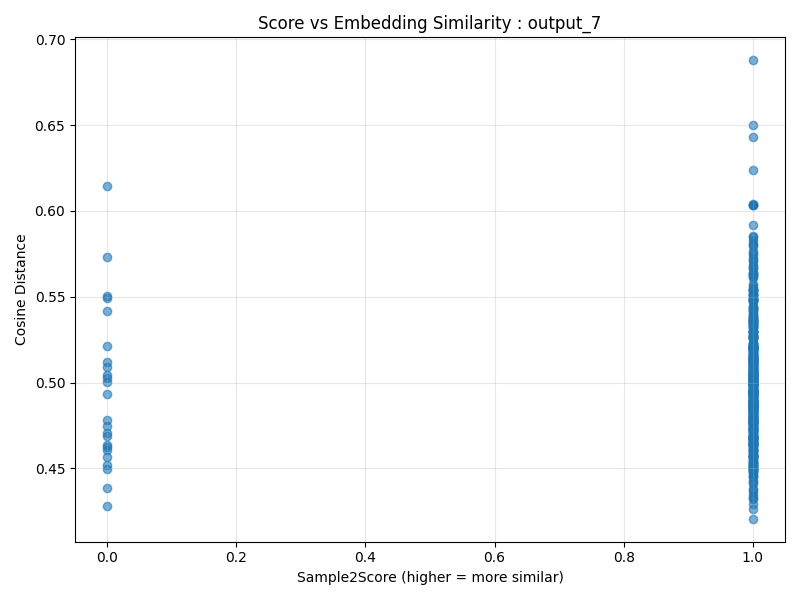 Score vs Embedding Similarity : output_7
0.70
0.65
0.60
0.55
0.50
0.45
Cosine Distance
0.0 0.2 0.4 0.6 0.8 1.0
Sample2Score (higher = more similar)